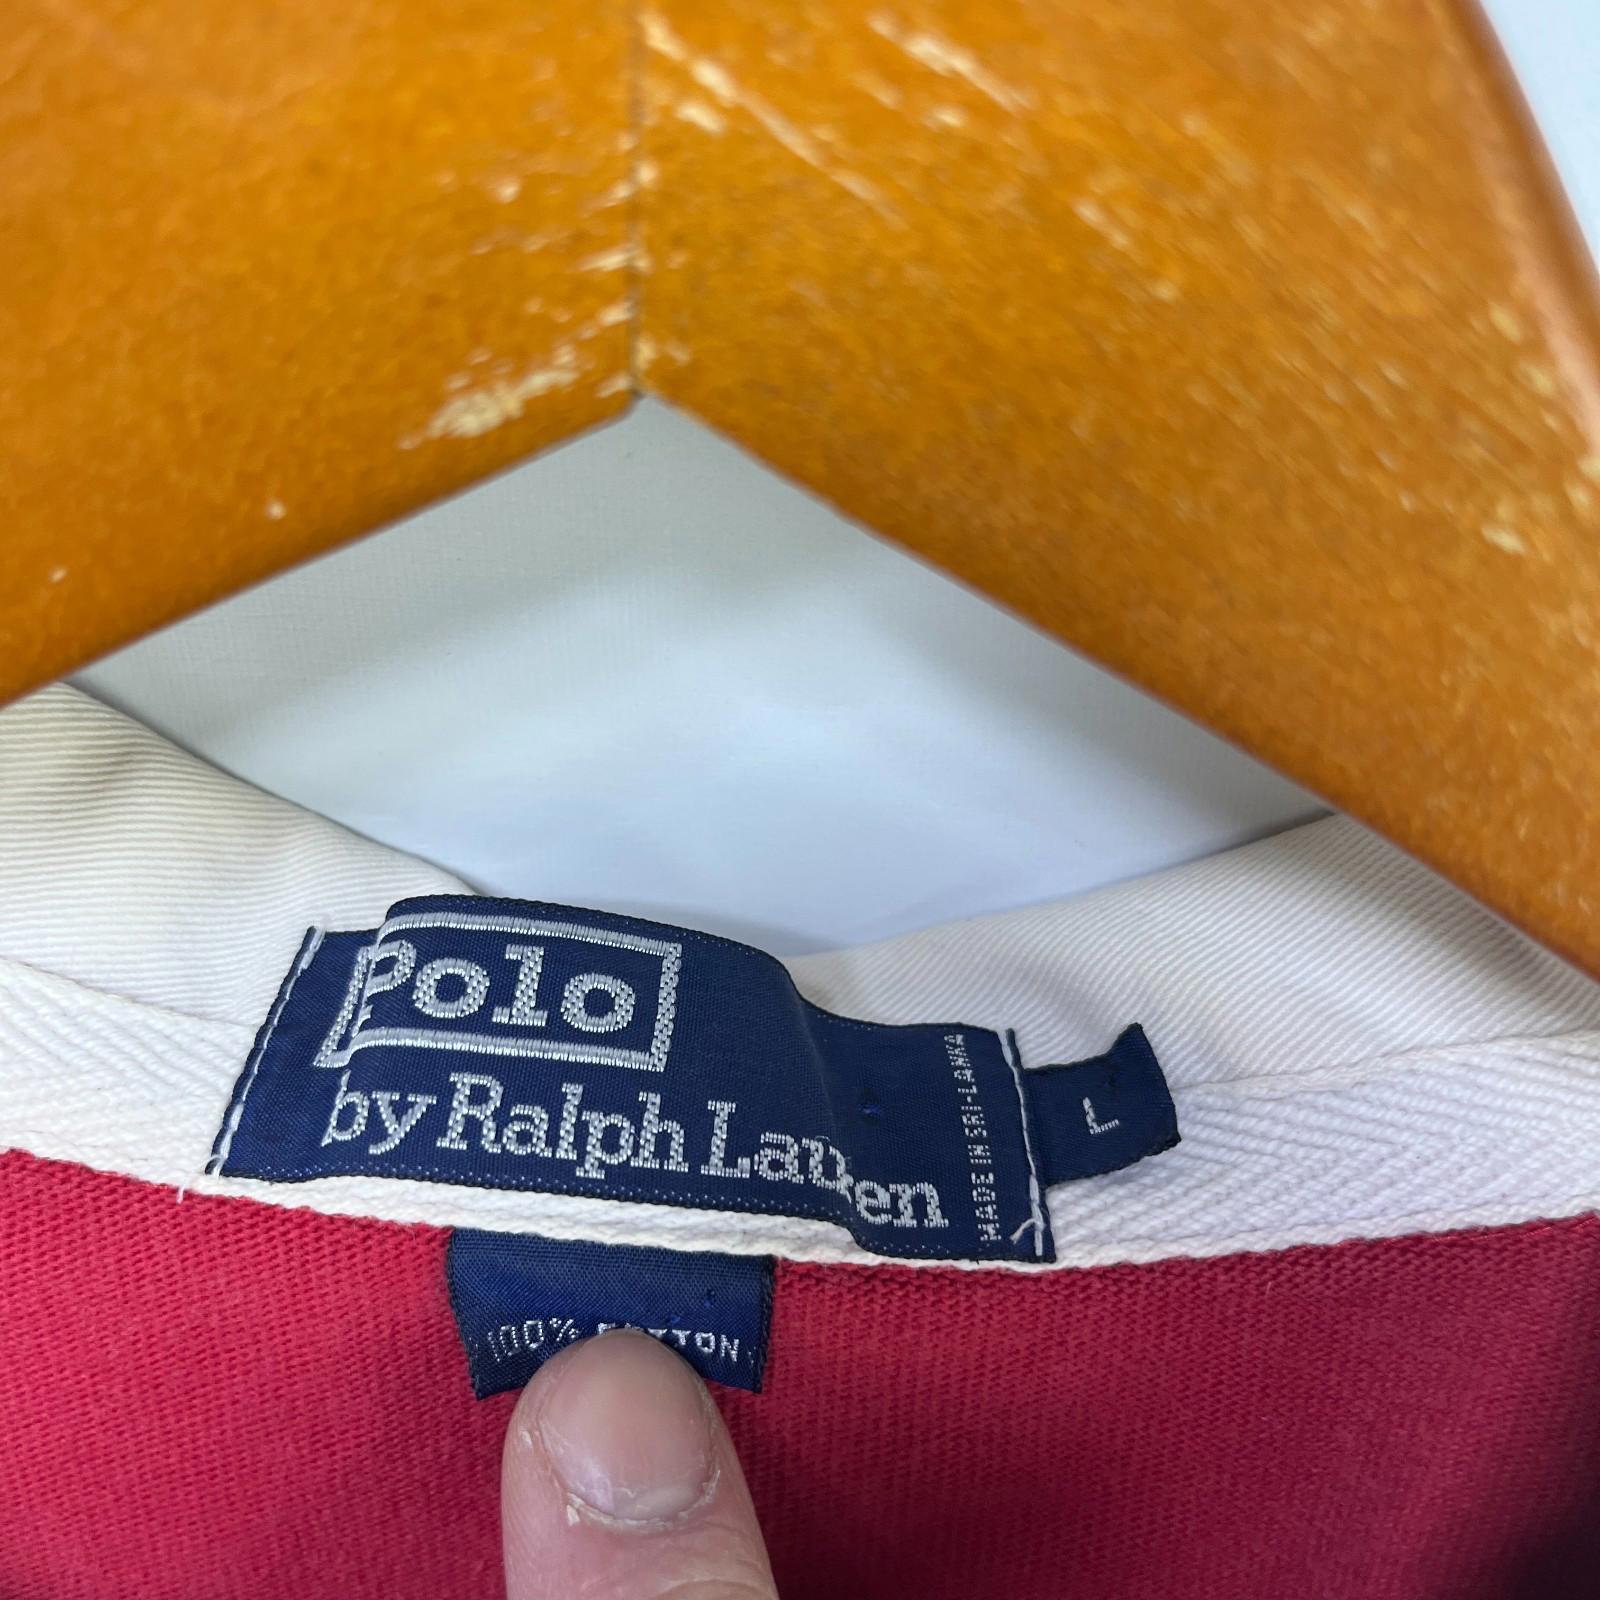 Polo
by Ralph Lauren
MADE IN SRI-LANKA
L
100% COTTON